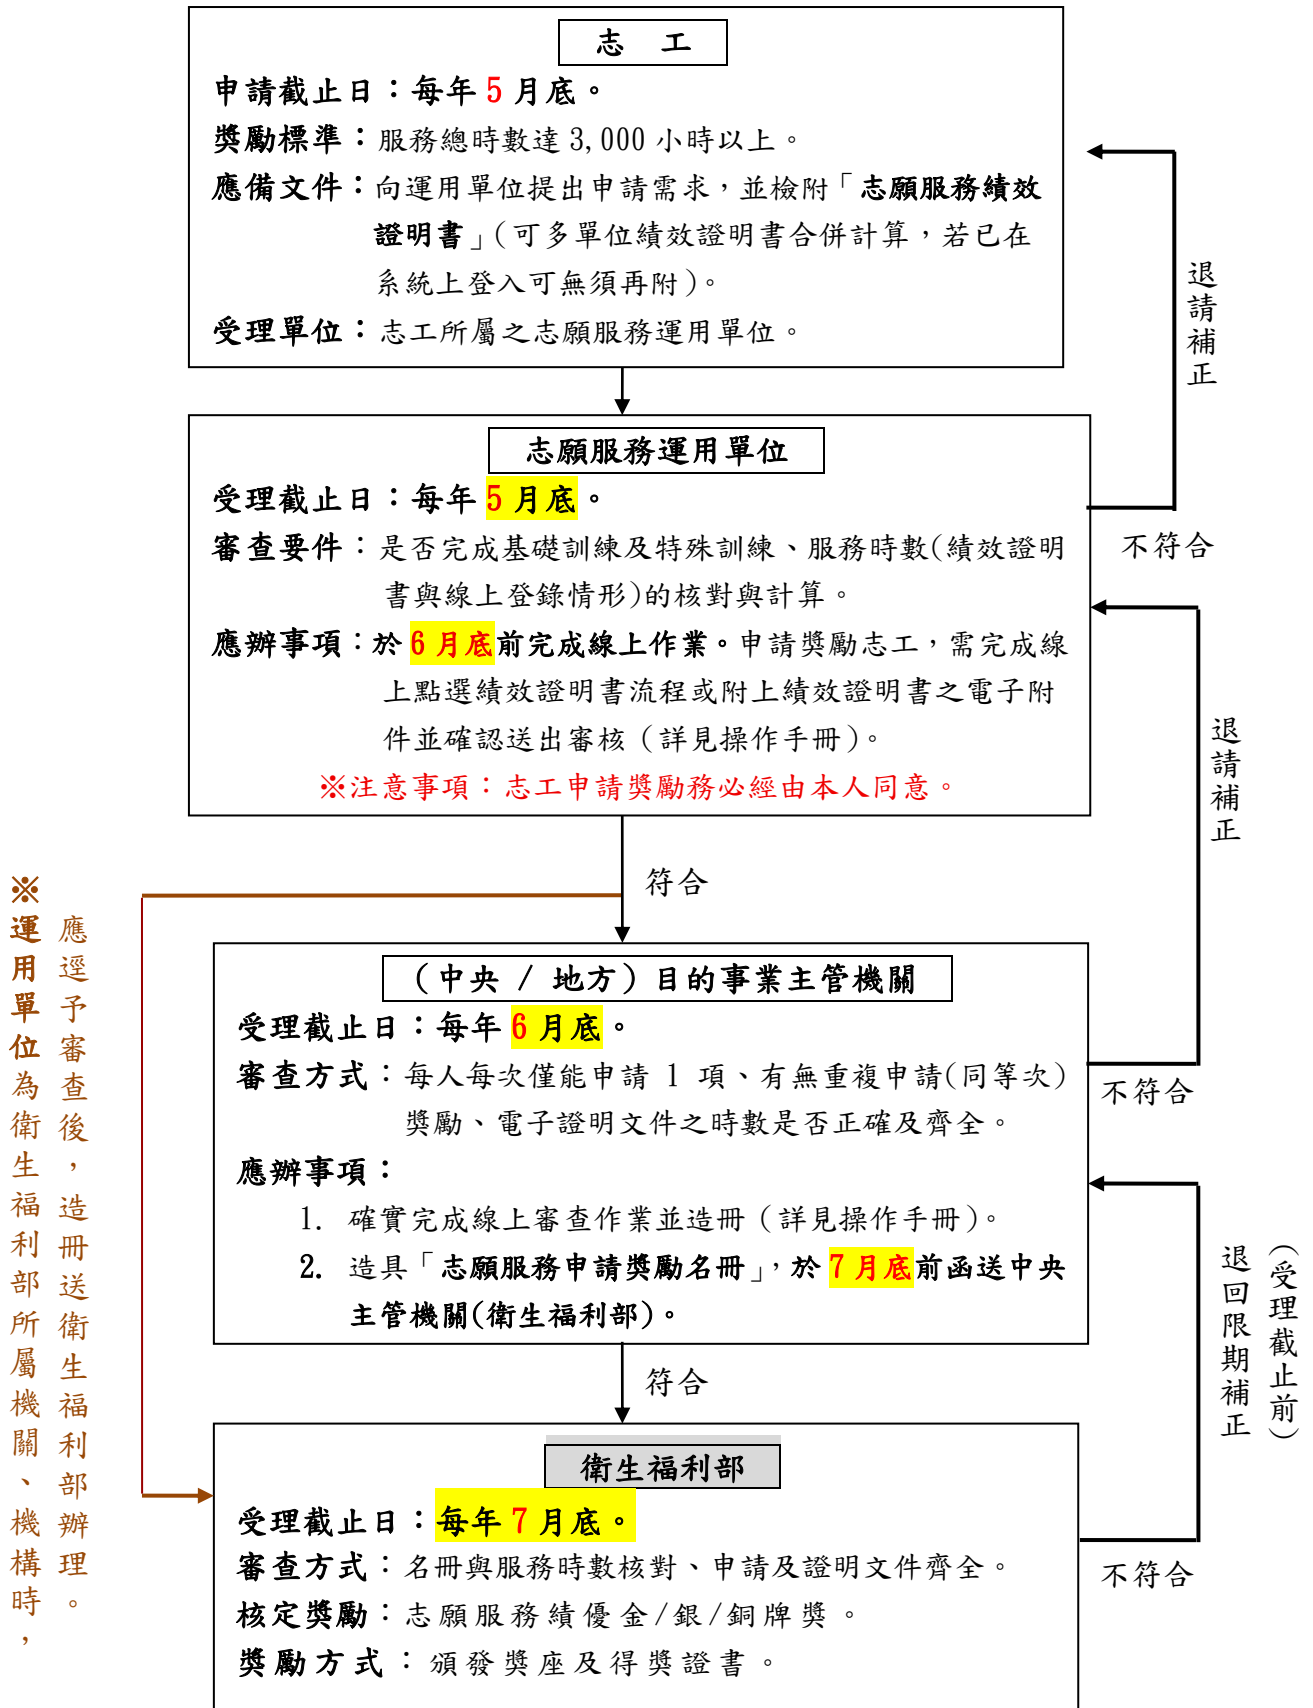 志　工
申請截止日：每年 5 月底。
獎勵標準：服務總時數達 3,000 小時以上。
應備文件：向運用單位提出申請需求，並檢附「志願服務績效
證明書」(可多單位績效證明書合併計算，若已在
系統上登入可無須再附)。
受理單位：志工所屬之志願服務運用單位。
退請補正
志願服務運用單位
受理截止日：每年 5 月底。
審查要件：是否完成基礎訓練及特殊訓練、服務時數(績效證明
書與線上登錄情形)的核對與計算。
應辦事項：於 6 月底前完成線上作業。申請獎勵志工，需完成線
上點選績效證明書流程或附上績效證明書之電子附
件並確認送出審核（詳見操作手冊)。
※注意事項：志工申請獎勵務必經由本人同意。
不符合
退請補正
符合
※運用單位為衛生福利部所屬機關、機構時，
應逕予審查後，造冊送衛生福利部辦理。
（中央 / 地方）目的事業主管機關
受理截止日：每年 6 月底。
審查方式：每人每次僅能申請 1 項、有無重複申請(同等次)
獎勵、電子證明文件之時數是否正確及齊全。
應辦事項：
1. 確實完成線上審查作業並造冊（詳見操作手冊)。
2. 造具「志願服務申請獎勵名冊」，於 7 月底前函送中央
主管機關(衛生福利部)。
不符合
（受理截止前）
退回限期補正
符合
衛生福利部
受理截止日：每年 7 月底。
審查方式：名冊與服務時數核對、申請及證明文件齊全。
核定獎勵：志願服務績優金/銀/銅牌獎。
獎勵方式：頒發獎座及得獎證書。
不符合